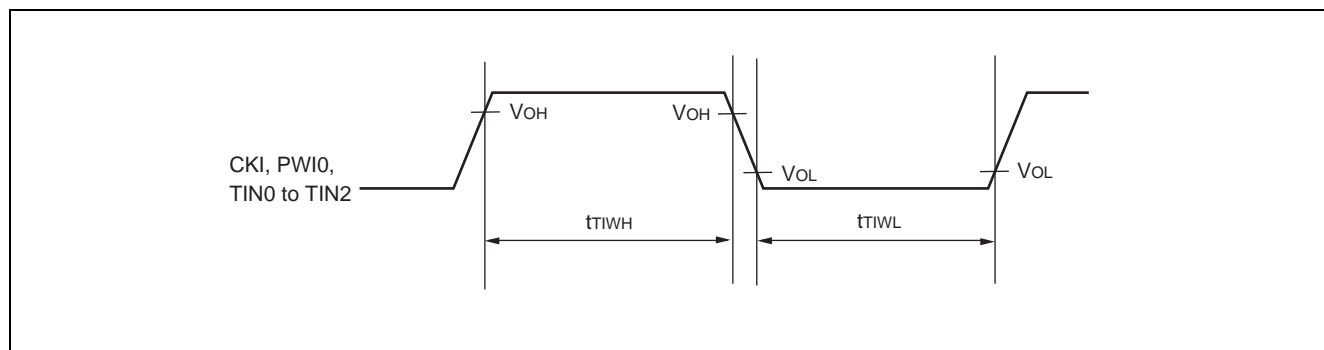 VOH
VOH
CKI, PWI0,
TIN0 to TIN2
VOL
VOL
tTIWH
tTIWL